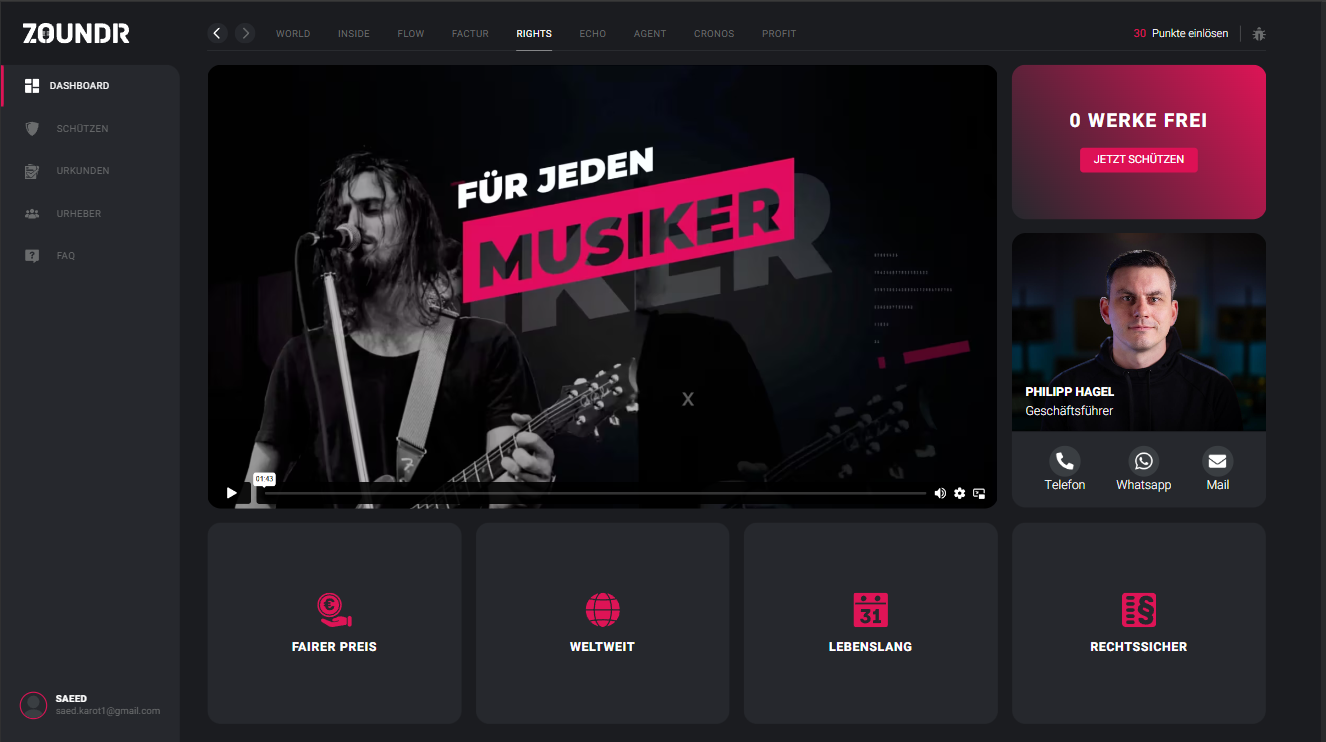 ZOUNDR
WORLD INSIDE FLOW FACTUR RIGHTS ECHO AGENT CRONOS PROFIT
30 Punkte einlösen
DASHBOARD
SCHÜTZEN
URKUNDEN
URHEBER
FAQ
FÜR JEDEN
MUSIKER
X
01:43
0 WERKE FREI
JETZT SCHÜTZEN
PHILIPP HAGEL
Geschäftsführer
Telefon Whatsapp Mail
FAIRER PREIS
WELTWEIT
31
LEBENSLANG
§
RECHTSSICHER
SAEED
saed.karot1@gmail.com